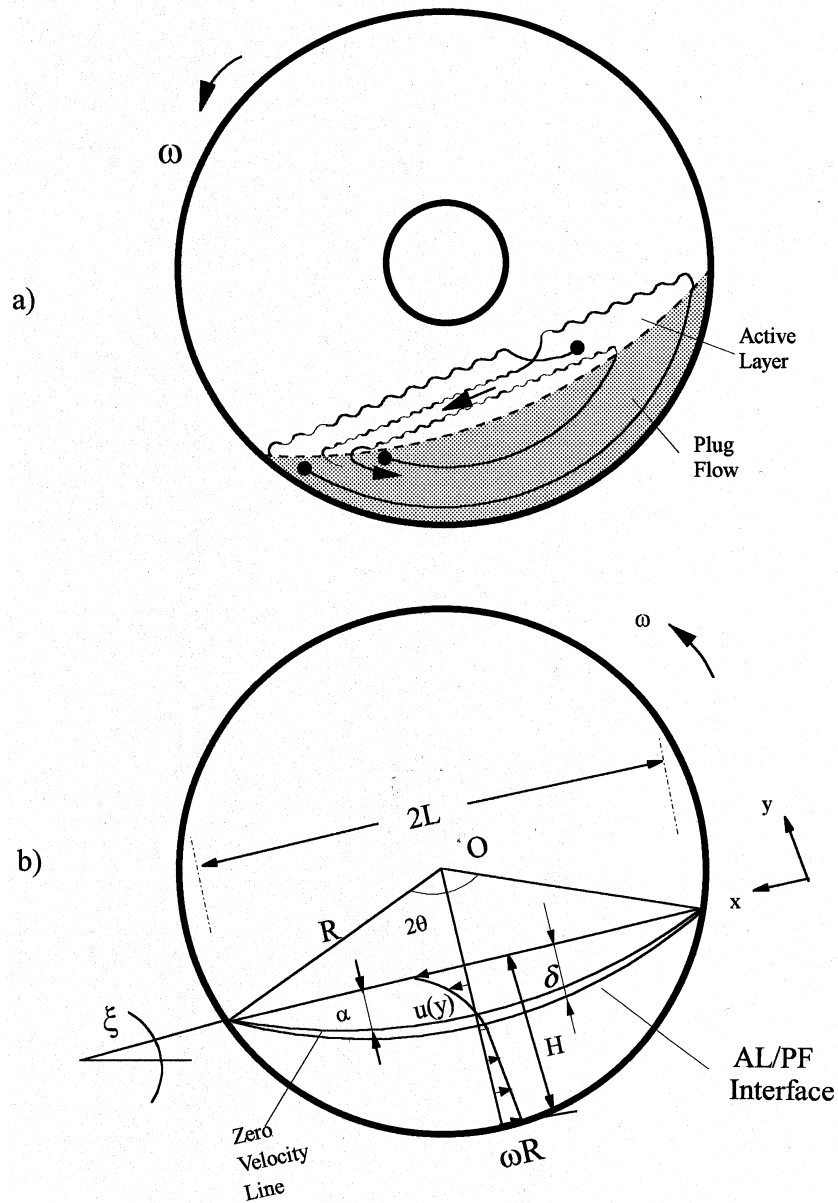 ω
a)
Active
Layer
Plug
Flow
ω
2L
y
b)
O
x
R
2θ
δ
α
u(y)
ξ
H
AL/PF
Interface
Zero
Velocity
Line
ωR